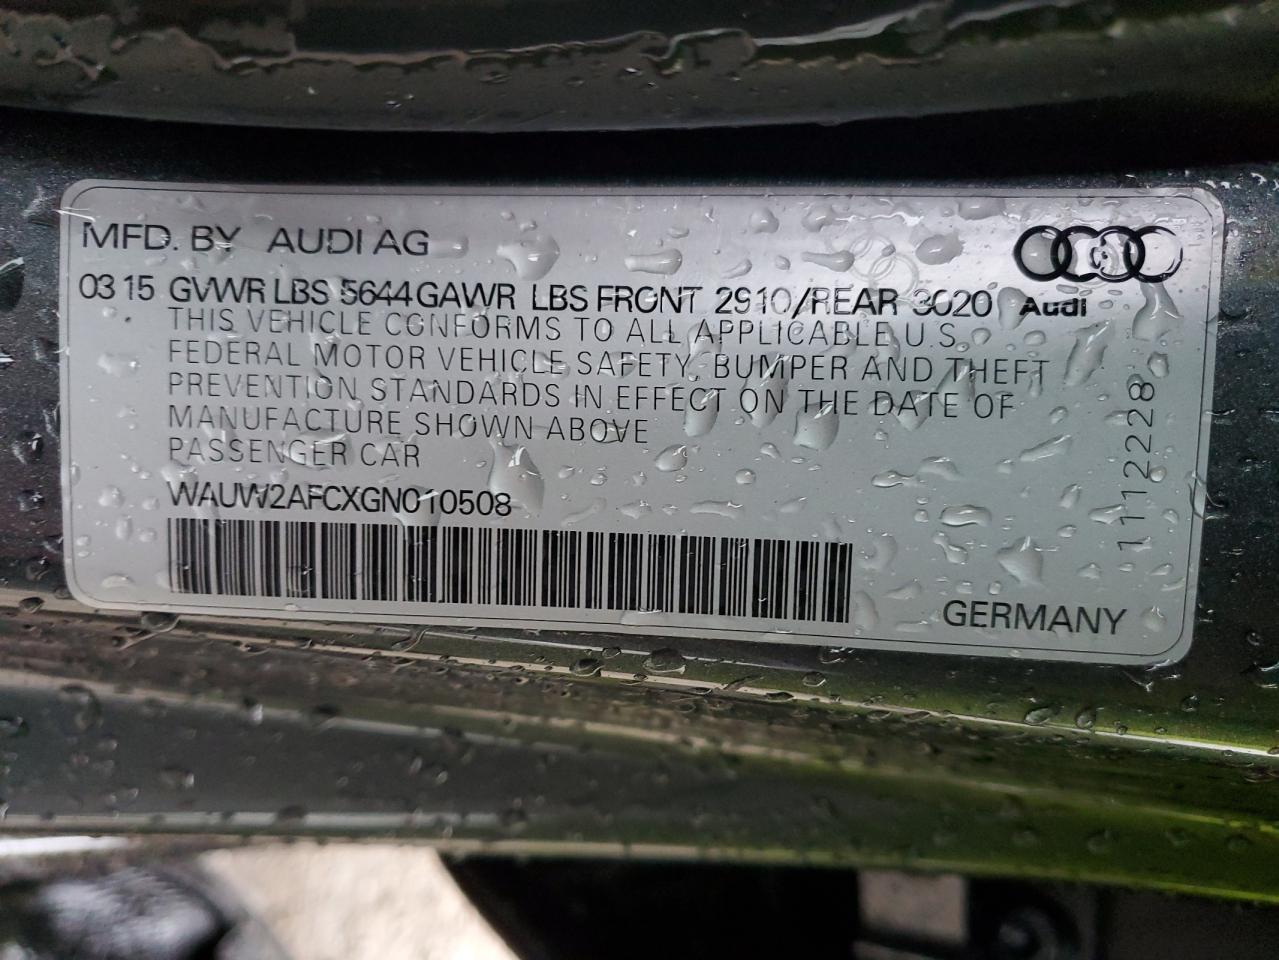 MFD. BY AUDI AG
03 15 GVWR LBS 5644 GAWR LBS FRONT 2910/REAR 3020
Audi
THIS VEHICLE CONFORMS TO ALL APPLICABLE U.S.
FEDERAL MOTOR VEHICLE SAFETY, BUMPER AND THEFT
PREVENTION STANDARDS IN EFFECT ON THE DATE OF
MANUFACTURE SHOWN ABOVE
PASSENGER CAR
WAUW2AFCXGN010508
1112228
GERMANY